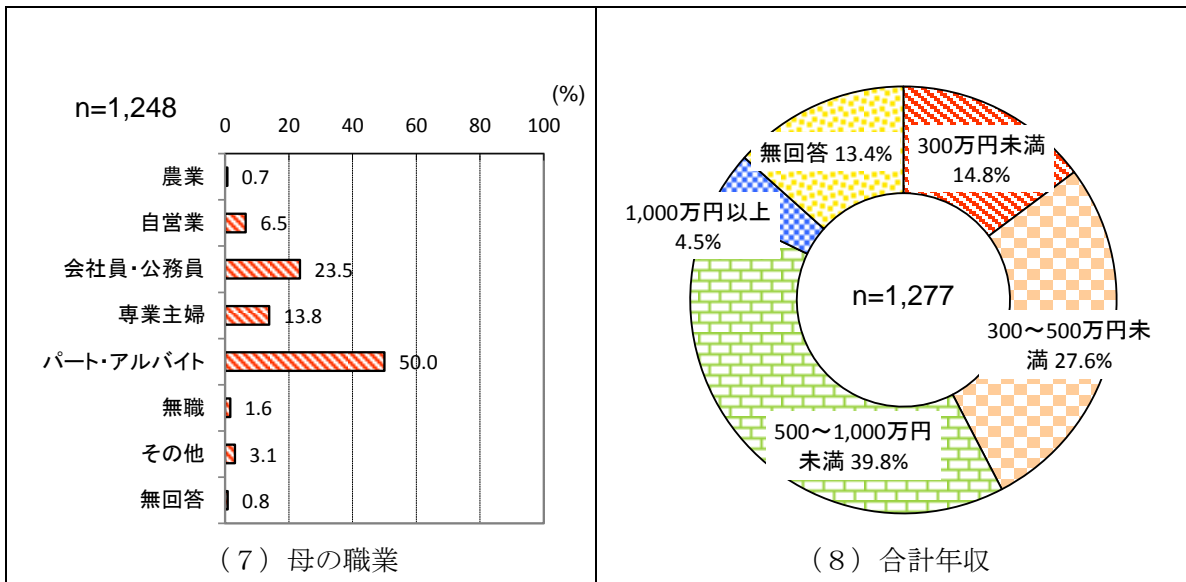 n=1,248
(%)
0 20 40 60 80 100
農業 0.7
自営業 6.5
会社員・公務員 23.5
専業主婦 13.8
パート・アルバイト 50.0
無職 1.6
その他 3.1
無回答 0.8
(7)母の職業
300万円未満
14.8%
300～500万円未
満 27.6%
500～1,000万円
未満 39.8%
1,000万円以上
4.5%
無回答 13.4%
n=1,277
(8)合計年収